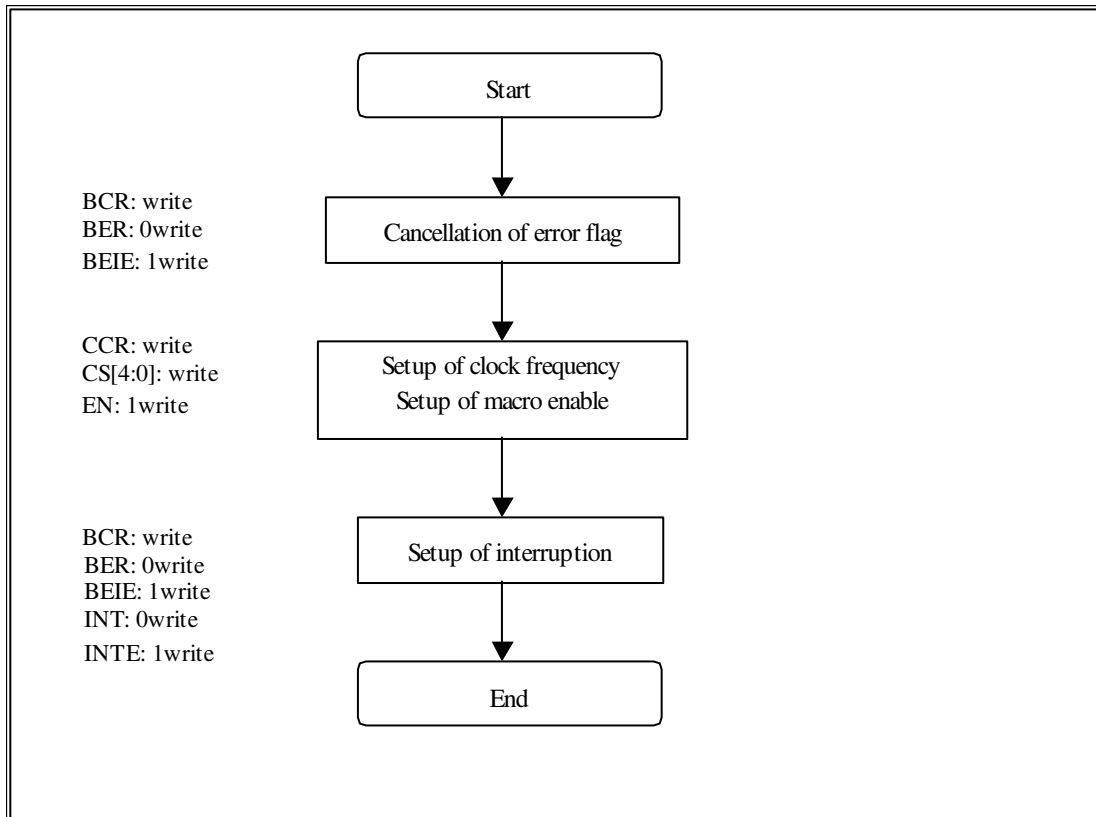 Start
BCR: write
BER: 0write
BEIE: 1write
Cancellation of error flag
CCR: write
CS[4:0]: write
EN: 1write
Setup of clock frequency
Setup of macro enable
BCR: write
BER: 0write
BEIE: 1write
INT: 0write
INTE: 1write
Setup of interruption
End